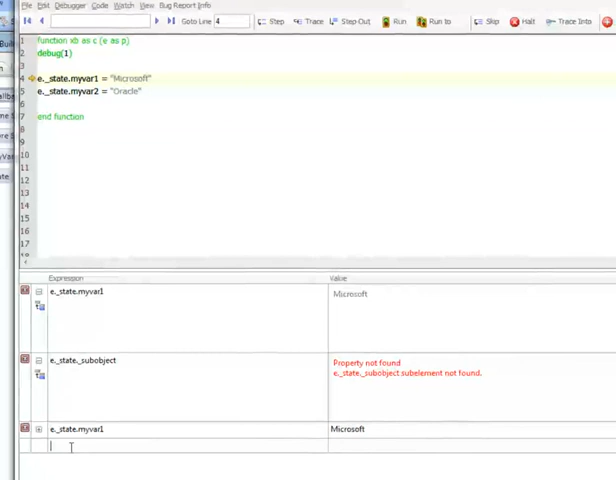 File Edit Debugger Code Watch View Bug Report Info
Goto Line 4 Step Trace Step Out Run Run to Skip Halt Trace Into
1 function xb as c (e as p)
2 debug(1)
3
4 e._state.myvar1 = "Microsoft"
5 e._state.myvar2 = "Oracle"
6
7 end function
8
9
10
11
12
13
14
15
16
17
Expression Value
e._state.myvar1 Microsoft
e._state._subobject Property not found
e._state._subobject subelement not found.
e._state.myvar1 Microsoft